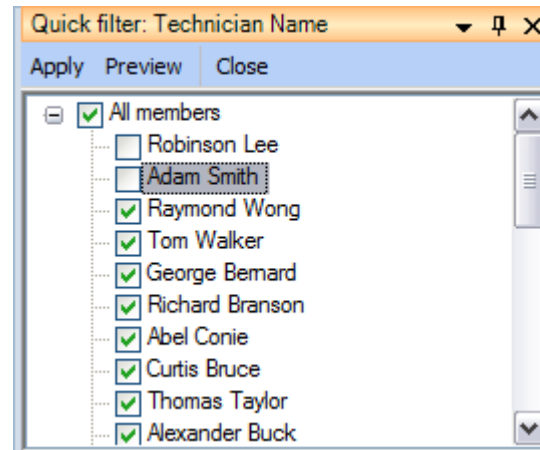 Quick filter: Technician Name
Apply Preview Close
All members
Robinson Lee
Adam Smith
Raymond Wong
Tom Walker
George Bernard
Richard Branson
Abel Conie
Curtis Bruce
Thomas Taylor
Alexander Buck